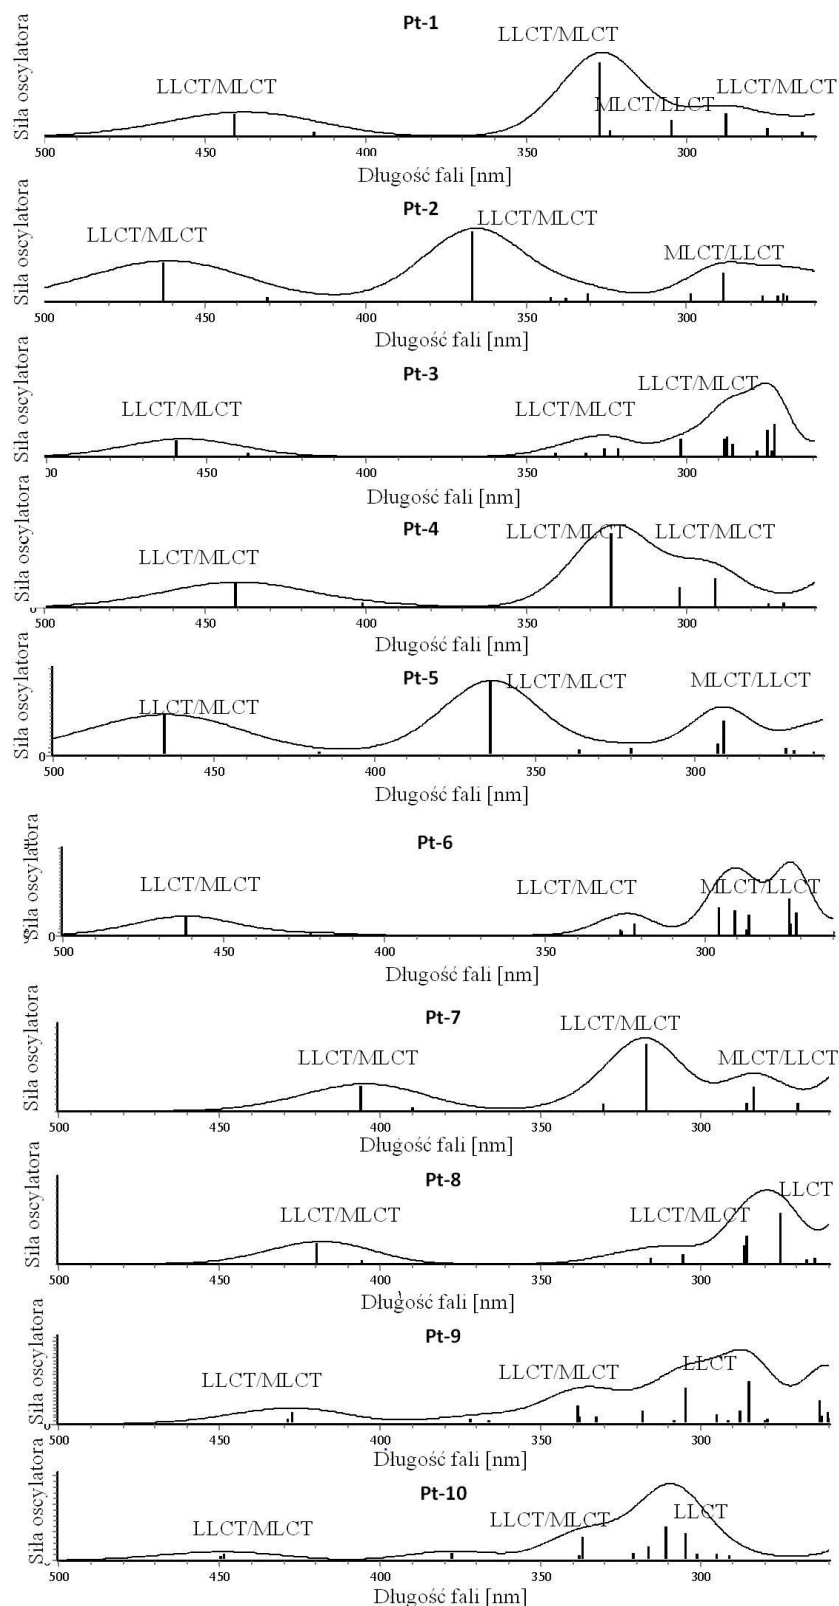 Pt-1
Siła oscylatora
LLCT/MLCT
LLCT/MLCT
MLCT/LLCT
LLCT/MLCT
500 450 400 350 300
Długość fali [nm]
Pt-2
Siła oscylatora
LLCT/MLCT
LLCT/MLCT
MLCT/LLCT
500 450 400 350 300
Długość fali [nm]
Pt-3
Siła oscylatora
LLCT/MLCT
LLCT/MLCT
LLCT/MLCT
00 450 400 350 300
Długość fali [nm]
Pt-4
Siła oscylatora
LLCT/MLCT
LLCT/MLCT
LLCT/MLCT
500 450 400 350 300
Długość fali [nm]
Pt-5
Siła oscylatora
LLCT/MLCT
LLCT/MLCT
MLCT/LLCT
0
500 450 400 350 300
Długość fali [nm]
Pt-6
Siła oscylatora
LLCT/MLCT
LLCT/MLCT
MLCT/LLCT
0
500 450 400 350 300
Długość fali [nm]
Pt-7
Siła oscylatora
LLCT/MLCT
LLCT/MLCT
MLCT/LLCT
500 450 400 350 300
Długość fali [nm]
Pt-8
Siła oscylatora
LLCT/MLCT
LLCT/MLCT
LLCT
500 450 400 350 300
Długość fali [nm]
Pt-9
Siła oscylatora
LLCT/MLCT
LLCT/MLCT
LLCT
500 450 400 350 300
Długość fali [nm]
Pt-10
Siła oscylatora
LLCT/MLCT
LLCT/MLCT
LLCT
500 450 400 350 300
Długość fali [nm]